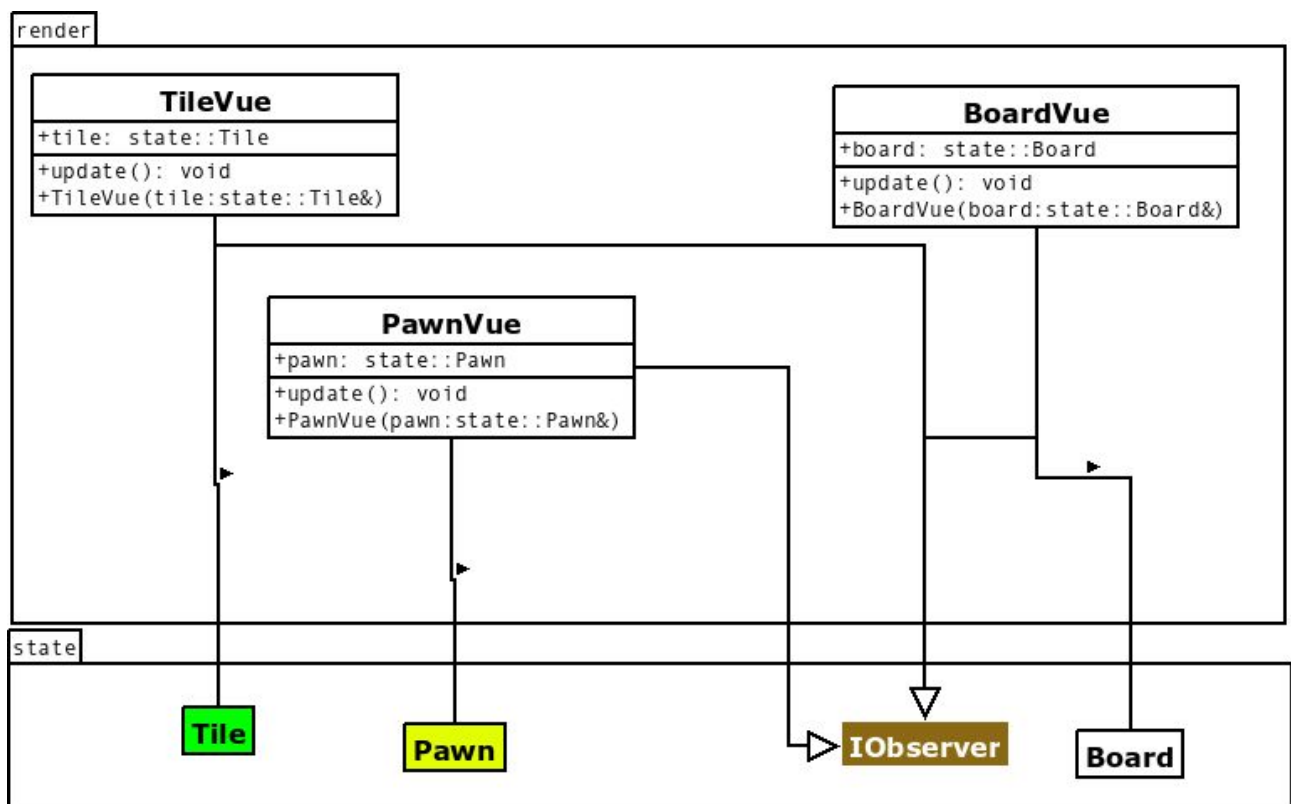 render
TileVue
+tile: state::Tile
+update(): void
+TileVue(tile:state::Tile&)
BoardVue
+board: state::Board
+update(): void
+BoardVue(board:state::Board&)
PawnVue
+pawn: state::Pawn
+update(): void
+PawnVue(pawn:state::Pawn&)
state
Tile
Pawn
IObserver
Board